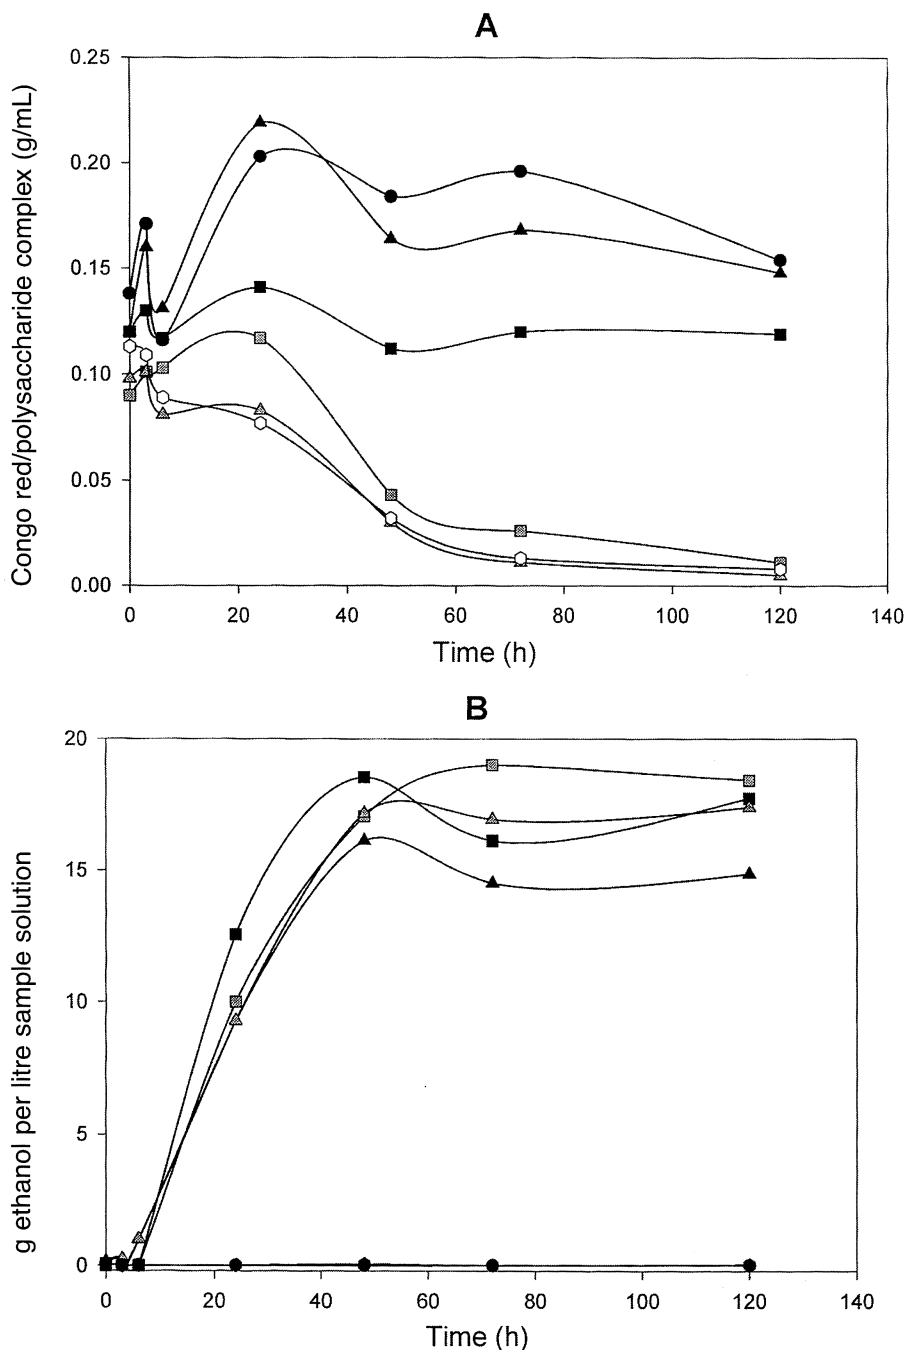 A
Congo red/polysaccharide complex (g/mL)
0.25
0.20
0.15
0.10
0.05
0.00
0 20 40 60 80 100 120 140
Time (h)
B
g ethanol per litre sample solution
20
15
10
5
0
0 20 40 60 80 100 120 140
Time (h)